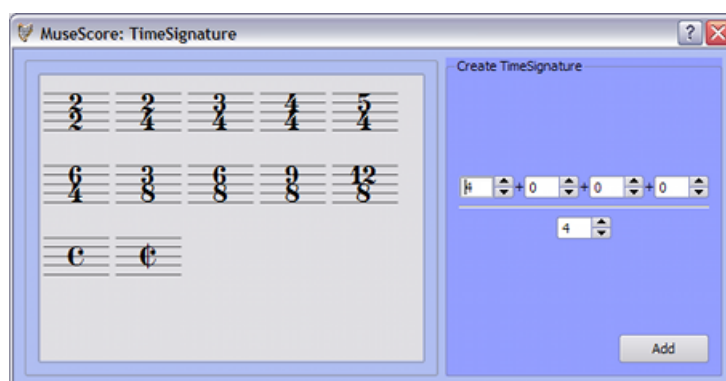 MuseScore: TimeSignature
Create TimeSignature
2 2 3 4 5
2 4 4 4 4
6 3 6 9 12
4 8 8 8 8
4 + 0 + 0 + 0
4
Add